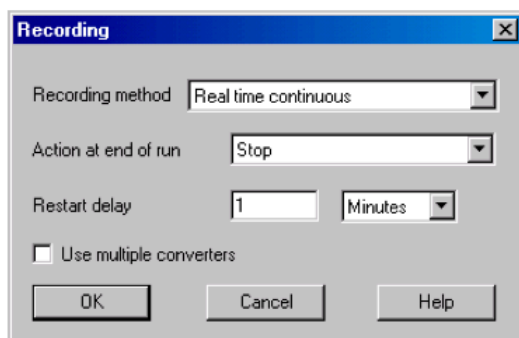 Recording
Recording method Real time continuous
Action at end of run Stop
Restart delay 1 Minutes
Use multiple converters
OK Cancel Help